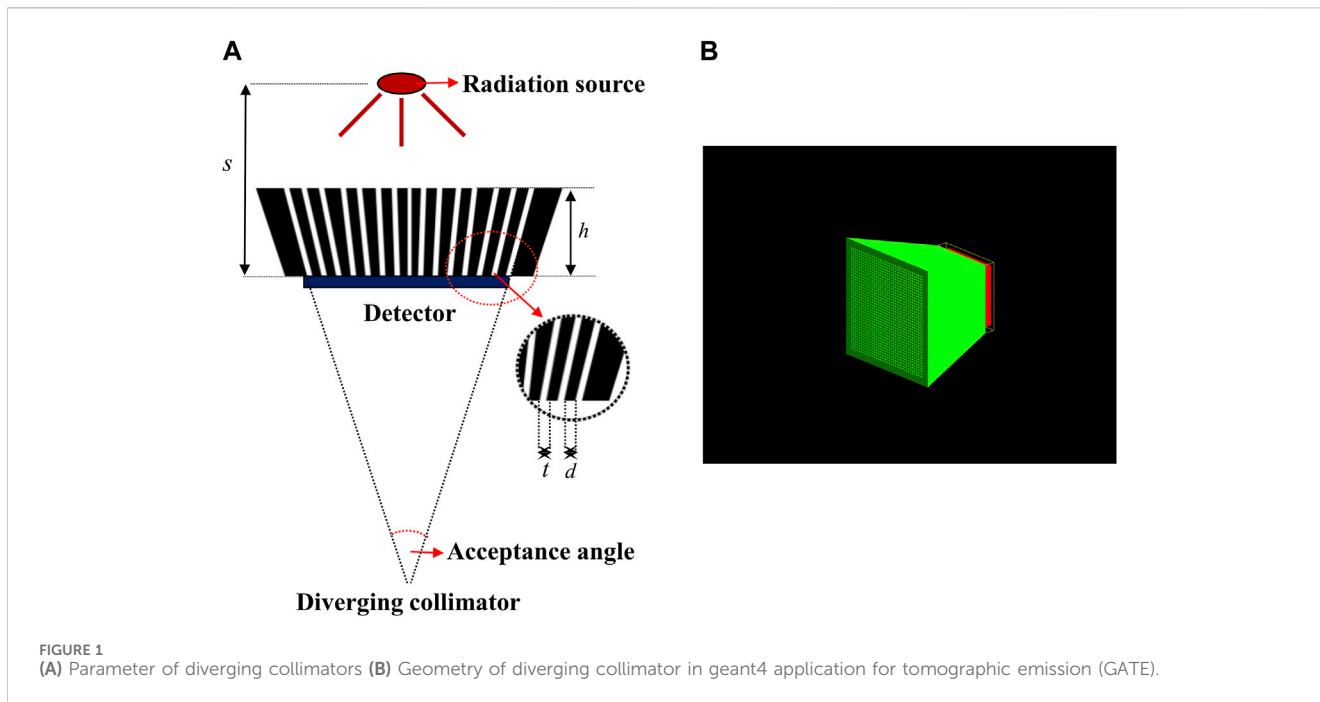 A
B
Radiation source
s
h
Detector
t
d
Acceptance angle
Diverging collimator
FIGURE 1
(A) Parameter of diverging collimators (B) Geometry of diverging collimator in geant4 application for tomographic emission (GATE).